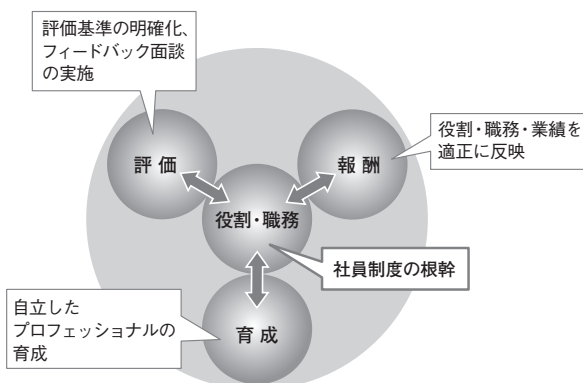 評価基準の明確化、
フィードバック面談
の実施
役割・職務・業績を
適正に反映
評価
報酬
役割・職務
社員制度の根幹
自立した
プロフェッショナルの
育成
育成